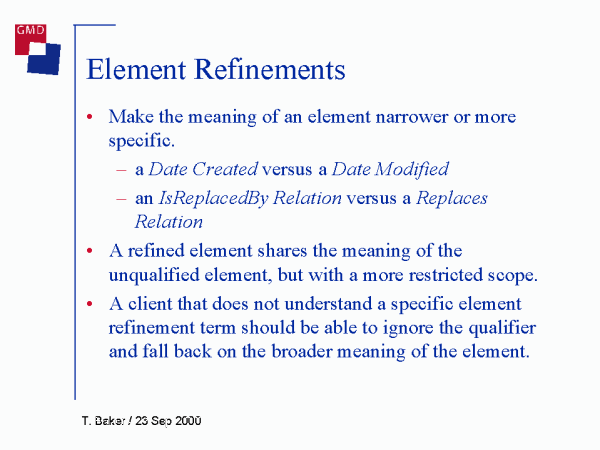 GMD
Element Refinements
• Make the meaning of an element narrower or more
specific.
– a Date Created versus a Date Modified
– an IsReplacedBy Relation versus a Replaces
Relation
• A refined element shares the meaning of the
unqualified element, but with a more restricted scope.
• A client that does not understand a specific element
refinement term should be able to ignore the qualifier
and fall back on the broader meaning of the element.
T. Baker / 23 Sep 2000